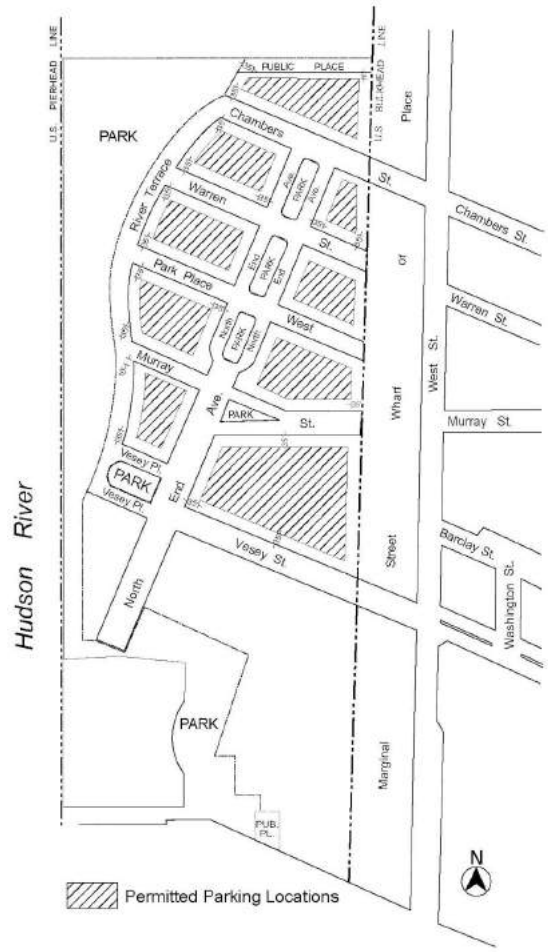 U.S. PIERHEAD LINE
U.S. BULKHEAD LINE
PUBLIC PLACE
Place
PARK
Chambers
St.
Chambers St.
River Terrace
Ave.
PARK
Ave.
Warren
St.
Warren St.
End
PARK
End
Of
Park Place
West
North
PARK
North
West St.
Murray
Ave.
PARK
St.
Wharf
Murray St.
Vesey Pl.
PARK
Vesey Pl.
End
Hudson River
Vesey St.
Street
Barclay St.
Washington St.
North
PARK
Marginal
PUB.
PL.
N
Permitted Parking Locations